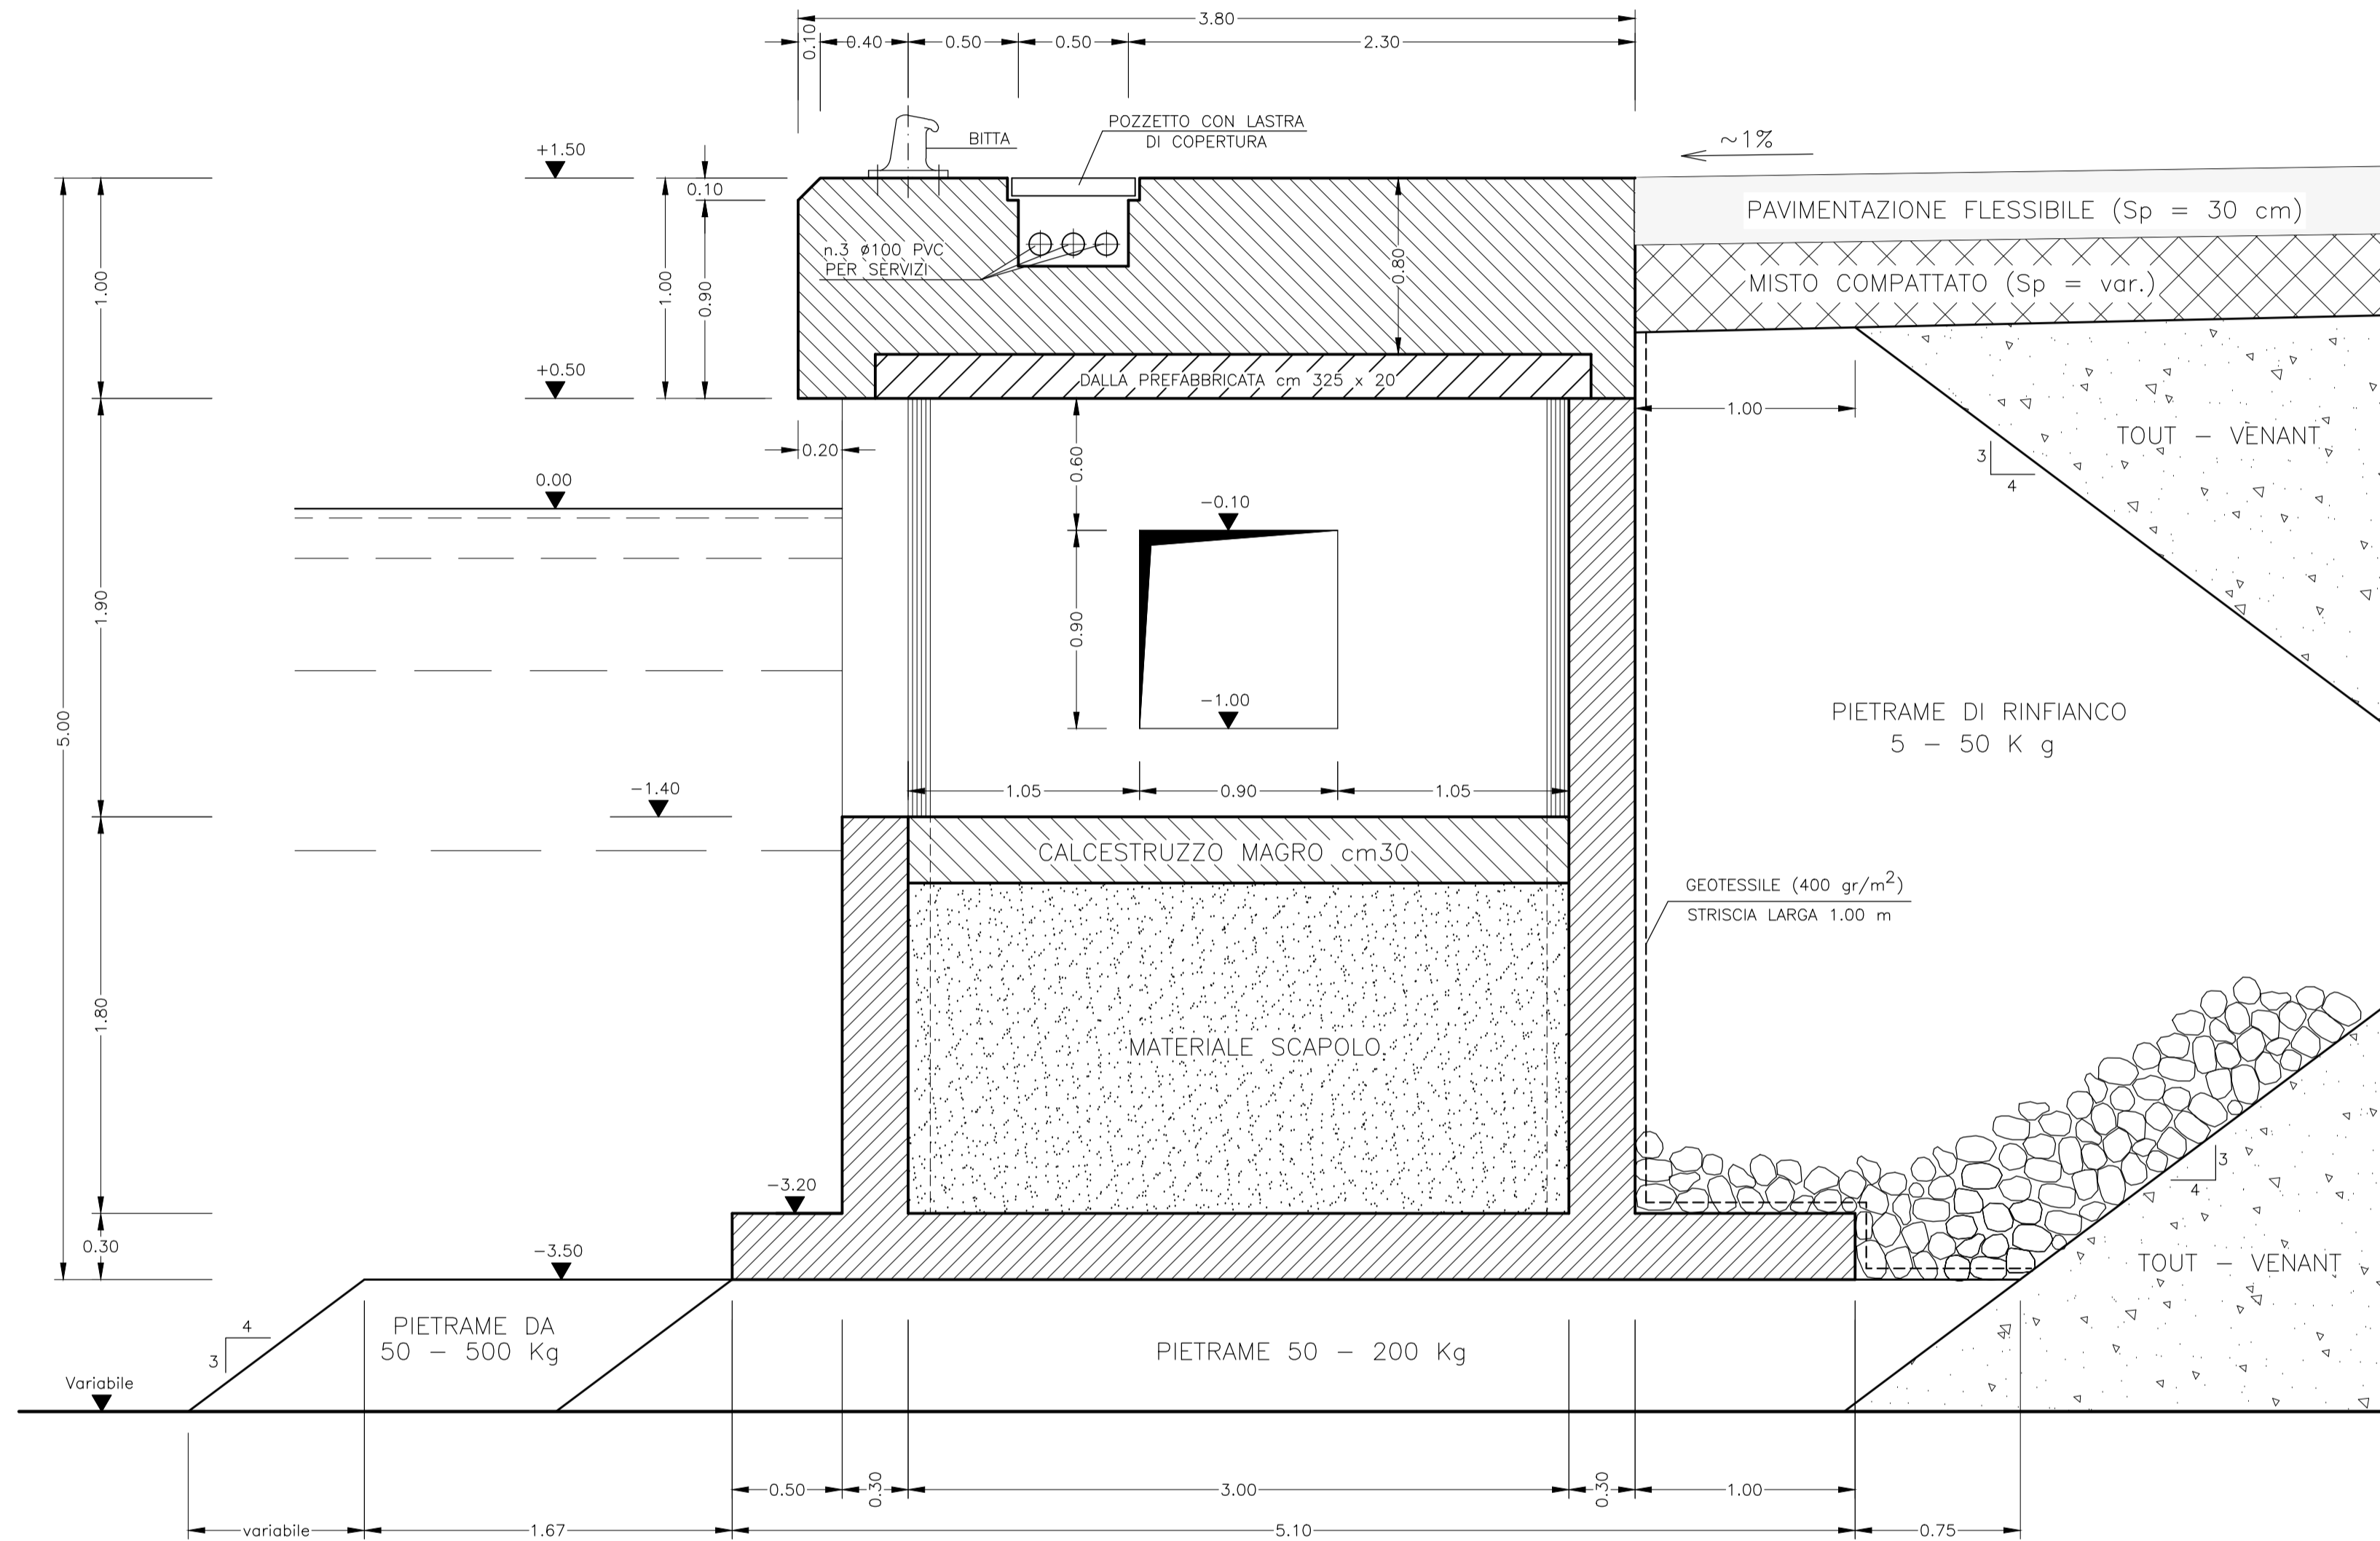 3.80
0.10
0.40
0.50
0.50
2.30
POZZETTO CON LASTRA
DI COPERTURA
BITTA
~1%
+1.50
0.10
PAVIMENTAZIONE FLESSIBILE (Sp = 30 cm)
n.3 ø100 PVC
PER SERVIZI
1.00
1.00
0.90
0.80
MISTO COMPATTATO (Sp = var.)
+0.50
DALLA PREFABBRICATA cm 325 x 20
1.00
TOUT - VENANT
0.20
0.60
3
4
0.00
-0.10
1.90
0.90
-1.00
5.00
PIETRAME DI RINFIANCO
5 - 50 K g
-1.40
1.05
0.90
1.05
CALCESTRUZZO MAGRO cm30
GEOTESSILE (400 gr/m²)
STRISCIA LARGA 1.00 m
1.80
MATERIALE SCAPOLO
3
4
-3.20
0.30
-3.50
TOUT - VENANT
4
3
PIETRAME DA
50 - 500 Kg
PIETRAME 50 - 200 Kg
Variabile
0.50
0.30
3.00
0.30
1.00
variabile
1.67
5.10
0.75